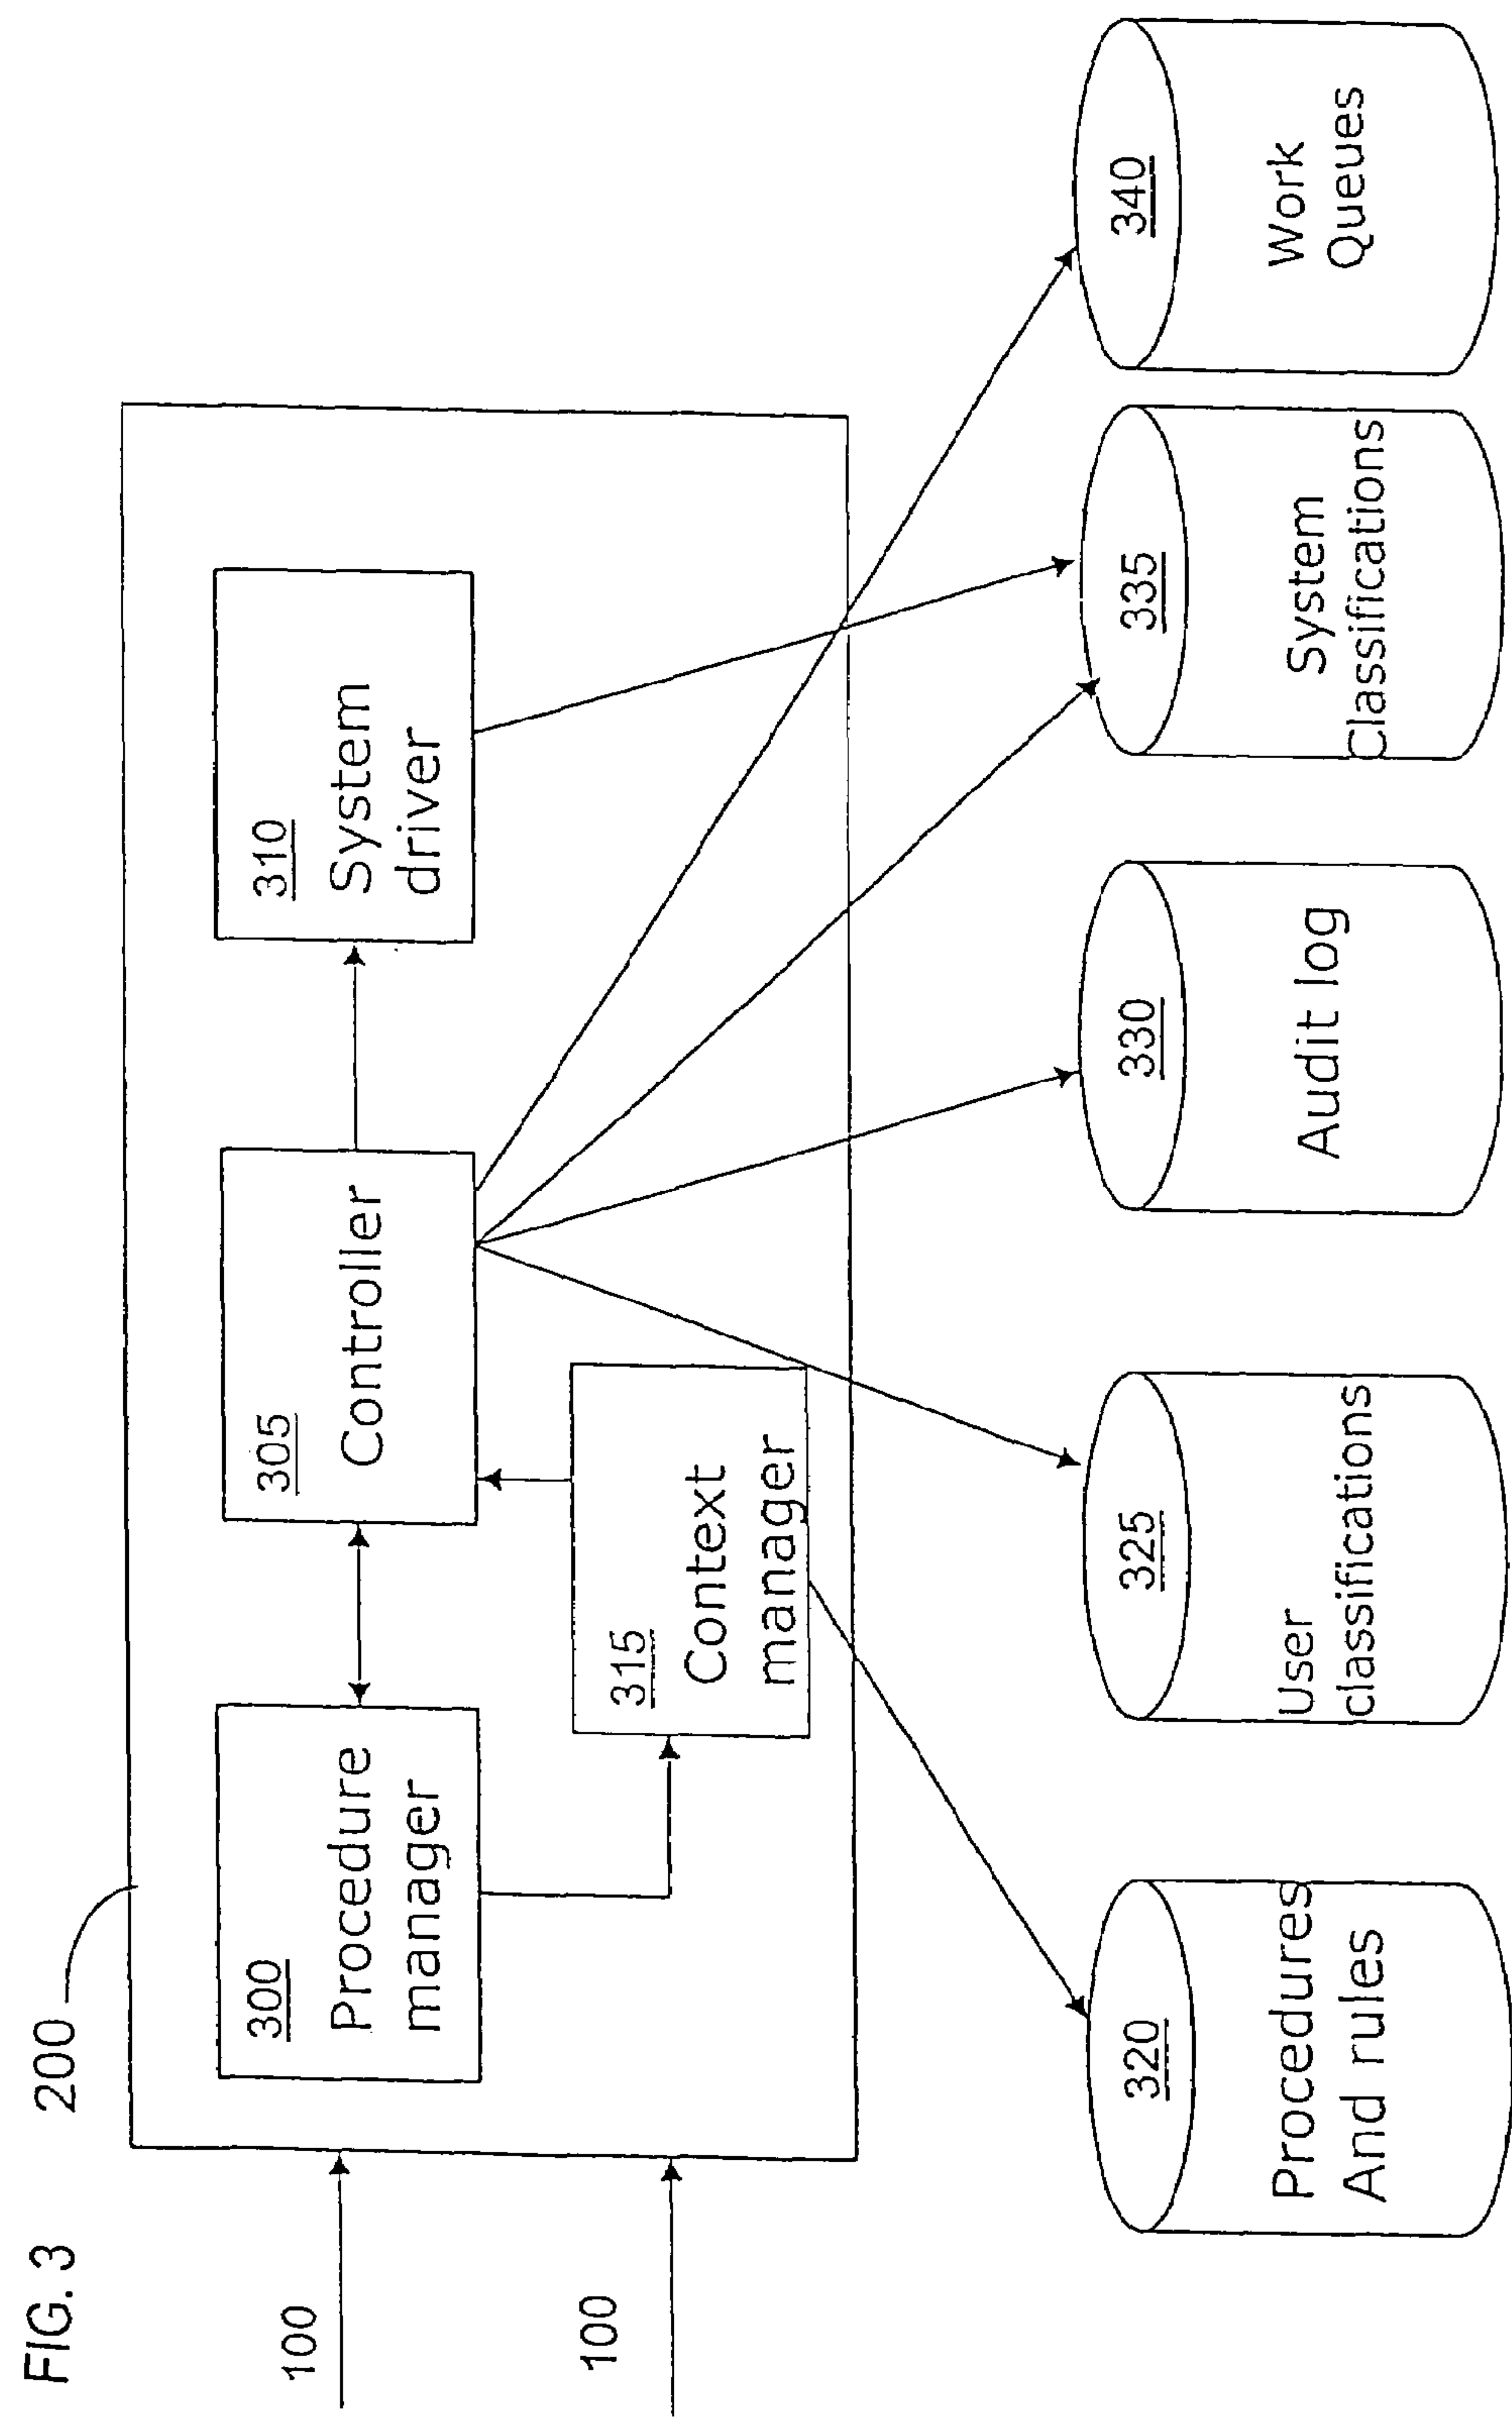 FIG. 3
200
100
100
300
Procedure
manager
305
Controller
310
System
driver
315
Context
manager
320
Procedures
And rules
325
User
classifications
330
Audit log
335
System
Classifications
340
Work
Queues